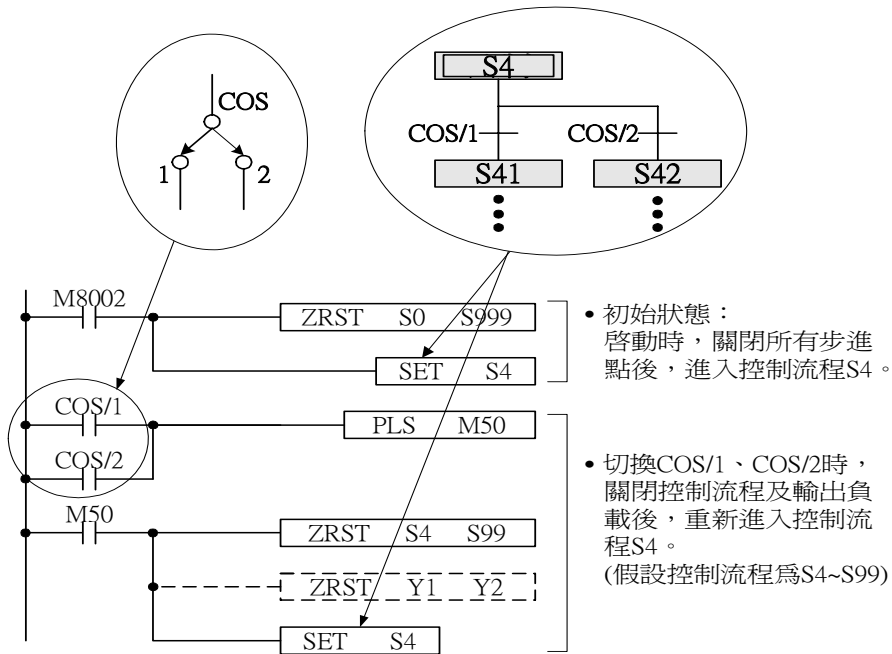 COS
1 2
S4
COS/1 COS/2
S41 S42
M8002
ZRST S0 S999
SET S4
• 初始狀態：
啓動時，關閉所有步進
點後，進入控制流程S4。
COS/1
PLS M50
COS/2
M50
ZRST S4 S99
ZRST Y1 Y2
SET S4
• 切換COS/1、COS/2時，
關閉控制流程及輸出負
載後，重新進入控制流
程S4。
(假設控制流程爲S4~S99)